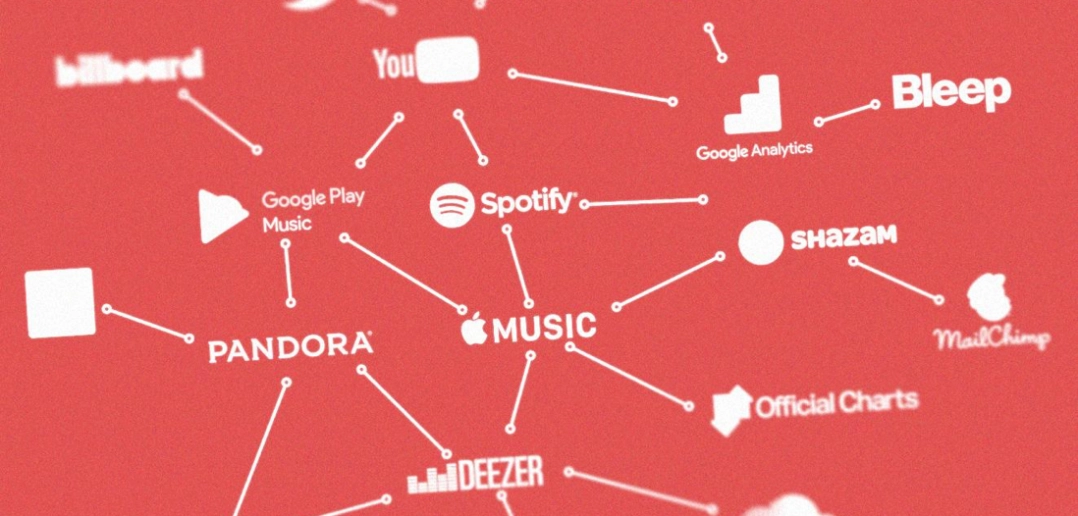 billboard
You
Google Analytics
Bleep
Google Play
Music
Spotify®
SHAZAM
MailChimp
PANDORA®
MUSIC
Official Charts
DEEZER